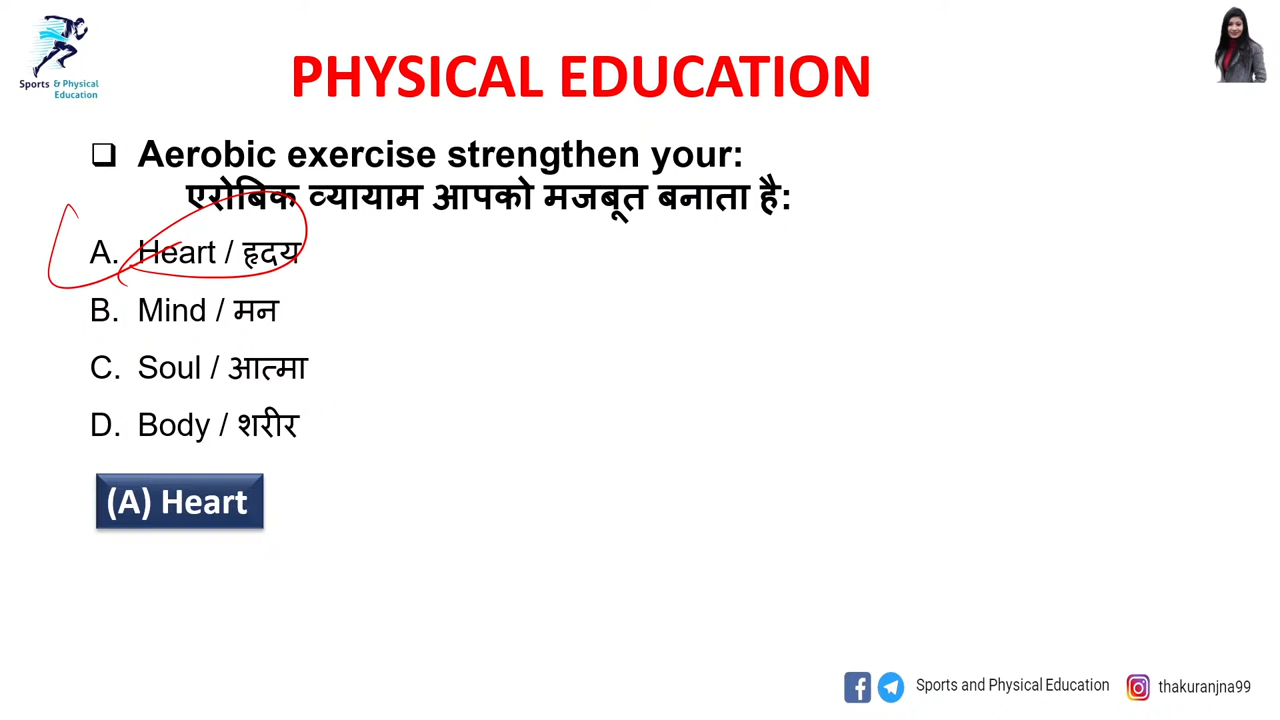 Sports & Physical
Education
PHYSICAL EDUCATION
Aerobic exercise strengthen your:
एरोबिक व्यायाम आपको मजबूत बनाता है:
A. Heart / हृदय
B. Mind / मन
C. Soul / आत्मा
D. Body / शरीर
(A) Heart
Sports and Physical Education thakuranjna99